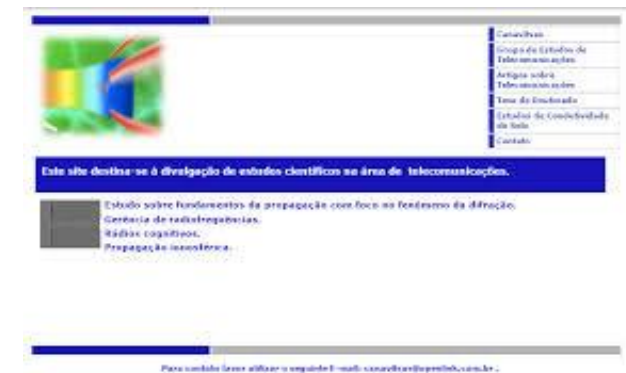 Canavitsas
Grupo de Estudos de
Telecomunicações
Artigos sobre
Telecomunicações
Tese de Doutorado
Estudos de Condutividade
do Solo
Contato
Este site destina-se à divulgação de estudos científicos na área de telecomunicações.
Estudo sobre fundamentos da propagação com foco no fenômeno da difração.
Gerência de radiofrequências.
Rádios cognitivos.
Propagação ionosférica.
Para contato favor utilizar o seguinte E-mail: